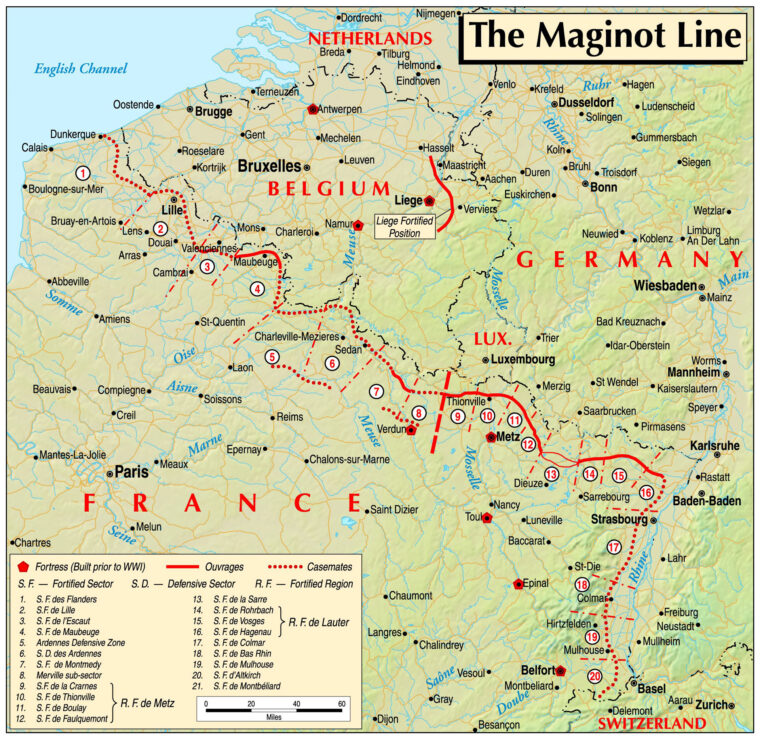 The Maginot Line
Dordrecht
Nijmegen
NETHERLANDS
Breda
Tilburg
Helmond
Eindhoven
Venlo
Krefeld
Ruhr
Hagen
English Channel
Terneuzen
Dusseldorf
Ludenscheid
Oostende
Brugge
Antwerpen
Solingen
Rhine
Dunkerque
Gent
Mechelen
Hasselt
Koln
Gummersbach
Calais
Roeselare
Maastricht
Kortrijk
Bruxelles
Leuven
Aachen
Duren
Bruhl
Troisdorf
Siegen
1
Boulogne-sur-Mer
BELGIUM
Bonn
Lille
Liege
Euskirchen
Verviers
Liege Fortified
Position
Wetzlar
Bruay-en-Artois
Lens
2
Mons
Charleroi
Namur
Neuwied
Koblenz
Limburg
An Der Lahn
Douai
Valenciennes
Meuse
Arras
Cambrai
3
Maubeuge
GERMANY
Abbeville
4
Mosselle
Wiesbaden
Main
Mainz
Somme
Amiens
St-Quentin
Bad Kreuznach
Charleville-Mezieres
LUX.
Trier
Oise
5
6
Sedan
Luxembourg
Idar-Oberstein
Worms
Laon
Mannheim
Beauvais
Compiegne
Aisne
Soissons
7
Thionville
Merzig
St Wendel
Kaiserslautern
Creil
Reims
8
9
10
11
Saarbrucken
Speyer
Meuse
Verdun
Metz
12
Pirmasens
Marne
Epernay
Mantes-La-Jolie
Meaux
Chalons-sur-Marne
Karlsruhe
Paris
Mosselle
13
14
15
Rastatt
Dieuze
16
Baden-Baden
FRANCE
Sarrebourg
Saint Dizier
Nancy
Toul
Luneville
Strasbourg
Seine
Melun
Baccarat
17
Chartres
Rhine
Lahr
St-Die
18
Epinal
Colmar
Chaumont
Freiburg
Hirtzfelden
Neustadt
Langres
Chalindrey
19
Mullheim
Mulhouse
Saône
Vesoul
Belfort
20
Montbeliard
Basel
Gray
Doube
Delemont
Aarau
Zurich
Dijon
Besançon
SWITZERLAND
Fortress (Built prior to WWI)
Ouvrages
Casemates
S. F. — Fortified Sector
S. D. — Defensive Sector
R. F. — Fortified Region
1. S.F. des Flanders
2. S.F. de Lille
3. S.F. de l'Escaut
4. S.F. de Maubeuge
5 Ardennes Defensive Zone
6. S.D. des Ardennes
7. S.F. de Montmedy
8. Merville sub-sector
9. S.F.de la Crarnes
10. S.F. de Thionville
11. S.F. de Boulay
12. S.F. de Faulquemont
R. F. de Metz
13. S.F. de la Sarre
14. S.F. de Rohrbach
15. S.F. de Vosges
16. S.F. de Hagenau
R. F. de Lauter
17. S.F. de Colmar
18. S.F. de Bas Rhin
19. S.F. de Mulhouse
20. S.F. d'Altkirch
21. S.F. de Montbéliard
0 20 40 60
Miles